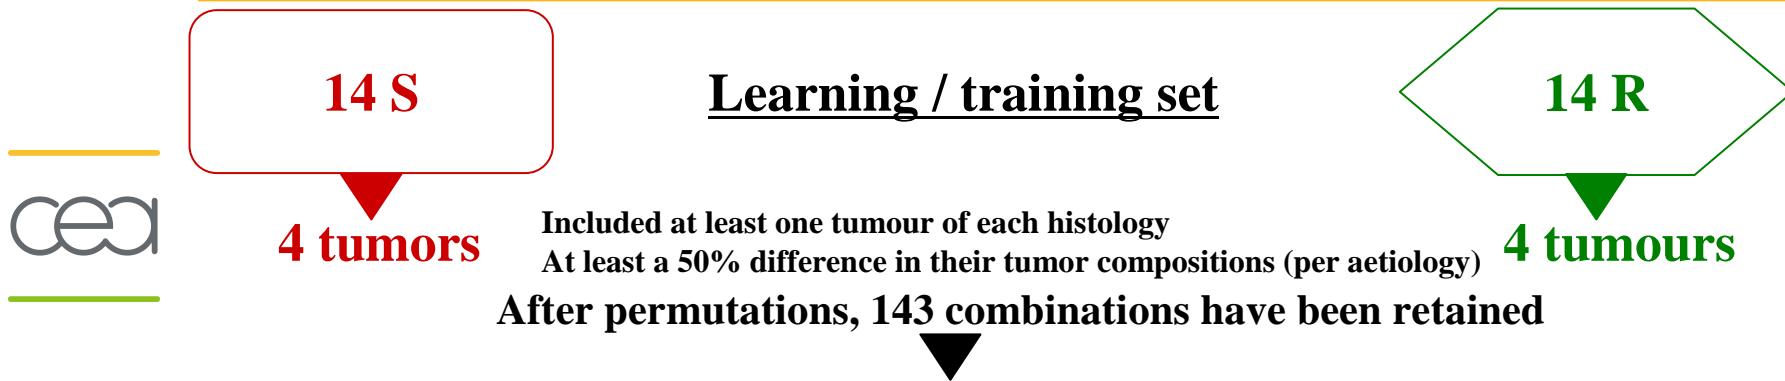 14 S
Learning / training set
14 R
cea
4 tumors
Included at least one tumour of each histology
At least a 50% difference in their tumor compositions (per aetiology)
4 tumours
After permutations, 143 combinations have been retained